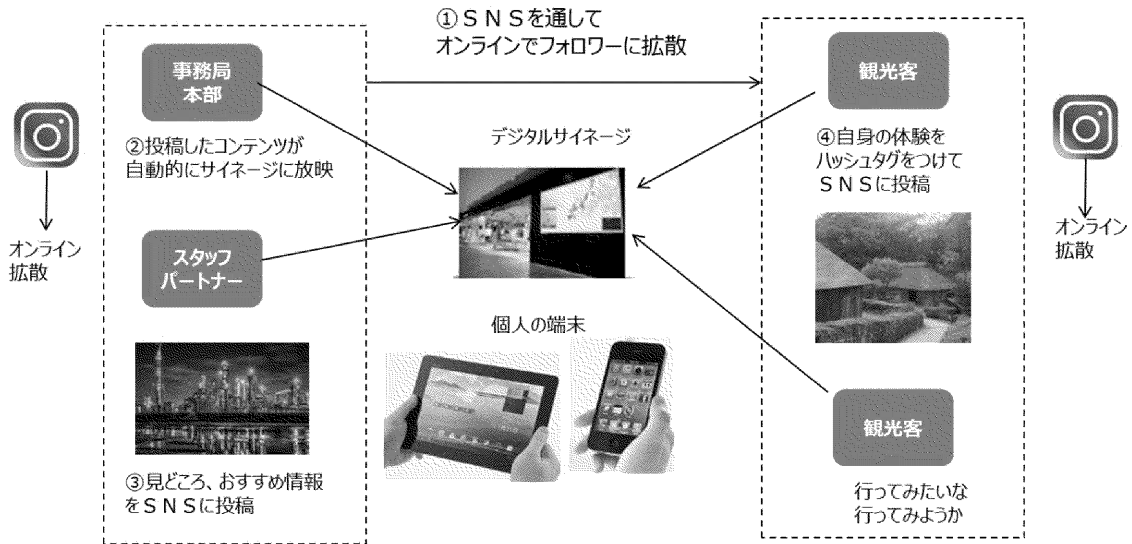 ①ＳＮＳを通して
オンラインでフォロワーに拡散
事務局
本部
②投稿したコンテンツが
自動的にサイネージに放映
オンライン
拡散
スタッフ
パートナー
③見どころ、おすすめ情報
をＳＮＳに投稿
デジタルサイネージ
個人の端末
観光客
④自身の体験を
ハッシュタグをつけて
ＳＮＳに投稿
オンライン
拡散
観光客
行ってみたいな
行ってみようか